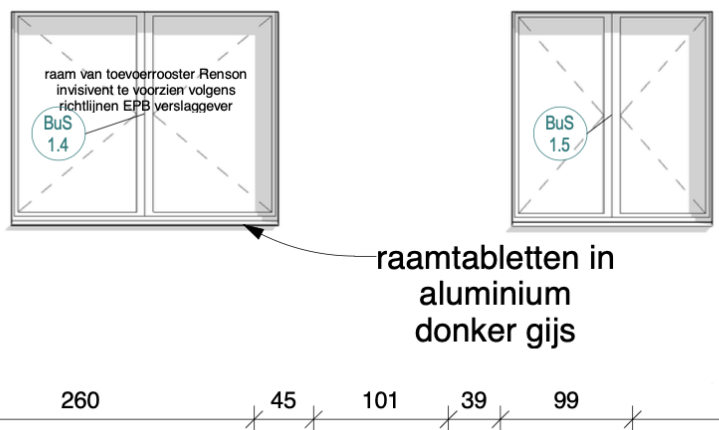 raam van toevoerrooster Renson
invisivent te voorzien volgens
richtlijnen EPB verslaggever
BuS
1.4
BuS
1.5
raamtabletten in
aluminium
donker gijs
260 45 101 39 99